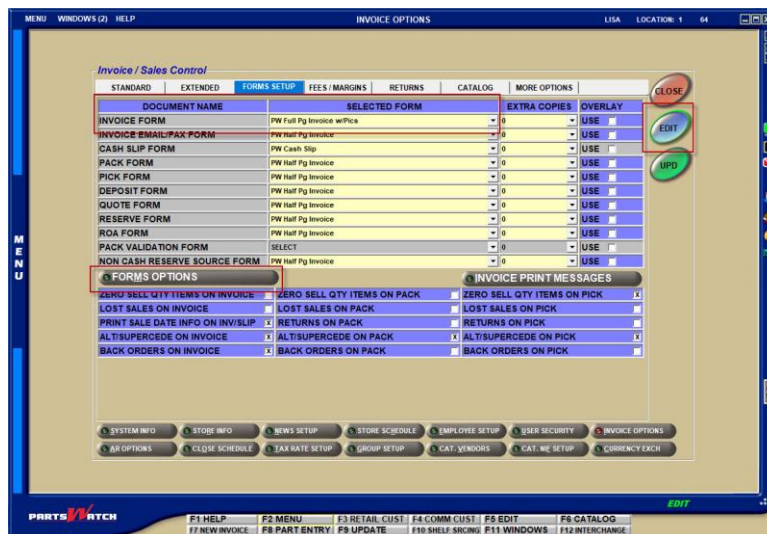 MENU WINDOWS (2) HELP INVOICE OPTIONS LISA LOCATION: 1 64
Invoice / Sales Control
STANDARD EXTENDED FORMS SETUP FEES / MARGINS RETURNS CATALOG MORE OPTIONS
CLOSE
DOCUMENT NAME SELECTED FORM EXTRA COPIES OVERLAY
INVOICE FORM PW Full Pg Invoice w/Pics 0 USE
EDIT
INVOICE EMAIL/FAX FORM PW Half Pg Invoice 0 USE
CASH SLIP FORM PW Cash Slip 0 USE
PACK FORM PW Half Pg Invoice 0 USE
UPD
PICK FORM PW Half Pg Invoice 0 USE
DEPOSIT FORM PW Half Pg Invoice 0 USE
QUOTE FORM PW Half Pg Invoice 0 USE
RESERVE FORM PW Half Pg Invoice 0 USE
ROA FORM PW Half Pg Invoice 0 USE
PACK VALIDATION FORM SELECT 0 USE
NON CASH RESERVE SOURCE FORM PW Half Pg Invoice 0 USE
MENU
FORMS OPTIONS INVOICE PRINT MESSAGES
ZERO SELL QTY ITEMS ON INVOICE ZERO SELL QTY ITEMS ON PACK ZERO SELL QTY ITEMS ON PICK X
LOST SALES ON INVOICE LOST SALES ON PACK LOST SALES ON PICK
PRINT SALE DATE INFO ON INV/SLIP X RETURNS ON PACK RETURNS ON PICK
ALT/SUPERCEDE ON INVOICE X ALT/SUPERCEDE ON PACK X ALT/SUPERCEDE ON PICK X
BACK ORDERS ON INVOICE X BACK ORDERS ON PACK BACK ORDERS ON PICK
SYSTEM INFO STORE INFO NEWS SETUP STORE SCHEDULE EMPLOYEE SETUP USER SECURITY INVOICE OPTIONS
AR OPTIONS CLOSE SCHEDULE TAX RATE SETUP GROUP SETUP CAT. VENDORS CAT. MFG SETUP CURRENCY EXCH
EDIT
PARTSWATCH
F1 HELP F2 MENU F3 RETAIL CUST F4 COMM CUST F5 EDIT F6 CATALOG
F7 NEW INVOICE F8 PART ENTRY F9 UPDATE F10 SHELF SRCING F11 WINDOWS F12 INTERCHANGE